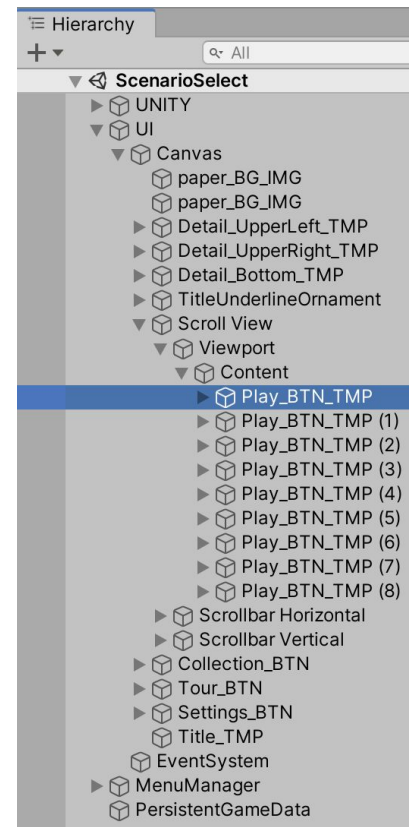 Hierarchy
All
ScenarioSelect
UNITY
UI
Canvas
paper_BG_IMG
paper_BG_IMG
Detail_UpperLeft_TMP
Detail_UpperRight_TMP
Detail_Bottom_TMP
TitleUnderlineOrnament
Scroll View
Viewport
Content
Play_BTN_TMP
Play_BTN_TMP (1)
Play_BTN_TMP (2)
Play_BTN_TMP (3)
Play_BTN_TMP (4)
Play_BTN_TMP (5)
Play_BTN_TMP (6)
Play_BTN_TMP (7)
Play_BTN_TMP (8)
Scrollbar Horizontal
Scrollbar Vertical
Collection_BTN
Tour_BTN
Settings_BTN
Title_TMP
EventSystem
MenuManager
PersistentGameData